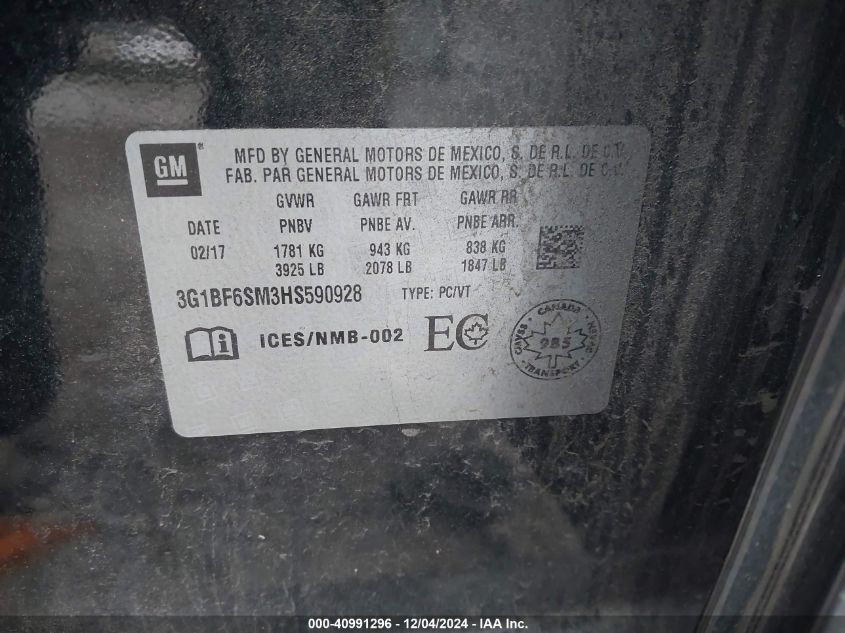 GM ® MFD BY GENERAL MOTORS DE MEXICO, S. DE R.L. DE C.V.
FAB. PAR GENERAL MOTORS DE MEXICO, S. DE R.L. DE C.V.
GVWR GAWR FRT GAWR RR
DATE PNBV PNBE AV. PNBE ARR.
02/17 1781 KG 943 KG 838 KG
3925 LB 2078 LB 1847 LB
3G1BF6SM3HS590928 TYPE: PC/VT
i ICES/NMB-002 EC
CANADA
985
TRANSPORT
000-40991296 - 12/04/2024 - IAA Inc.